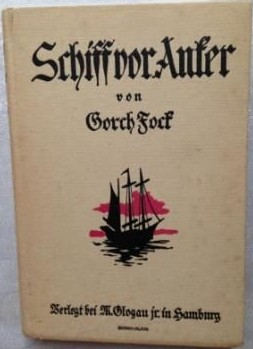 Schiff vor Anker
von
Gorch Fock
Verlegt bei M. Glogau jr. in Hamburg